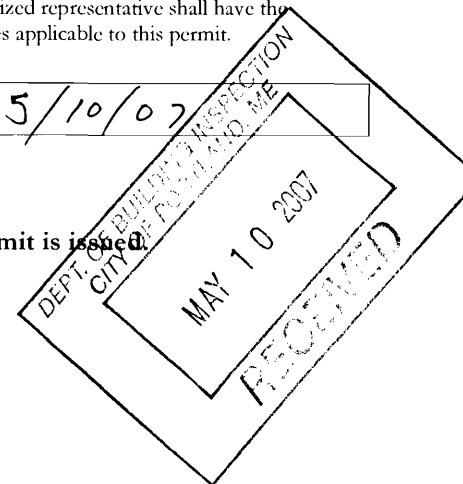 ized representative shall have the
es applicable to this permit.
5/10/07
mit is issued.
DEPT. OF BUILDING INSPECTION
CITY OF PORTLAND, ME
MAY 10 2007
RECEIVED